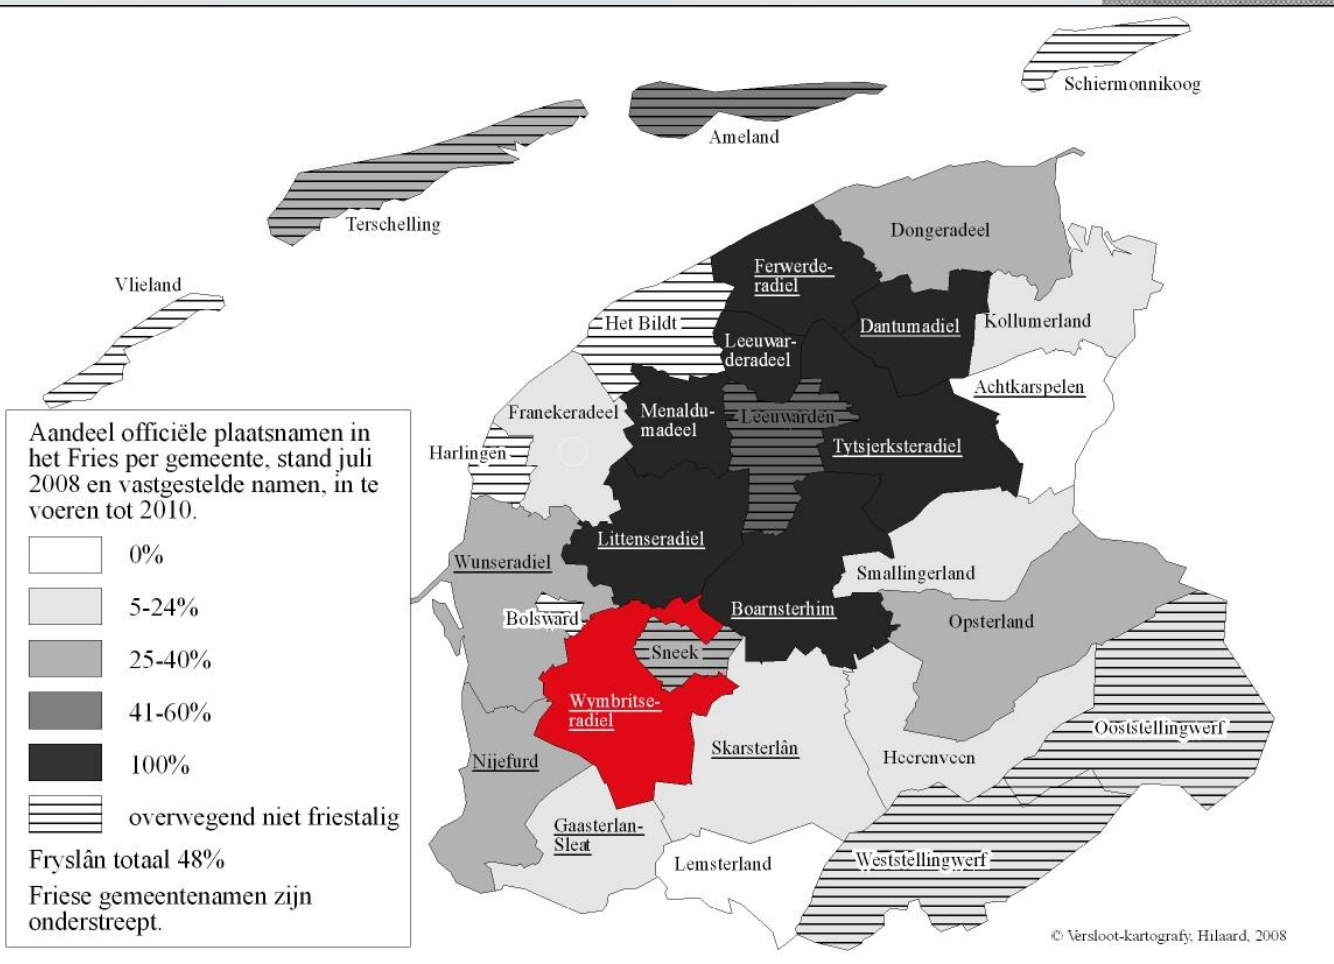 Schiermonnikoog
Ameland
Terschelling
Dongeradeel
Vlieland
Ferwerde-
radiel
Het Bildt
Dantumadiel
Kollumerland
Leeuwar-
deradeel
Achtkarspelen
Franekeradeel
Menaldu-
madeel
Leeuwarden
Tytsjerksteradiel
Harlingen
Littenseradiel
Wunseradiel
Smallingerland
Bolsward
Boarnsterhim
Opsterland
Sneek
Wymbritse-
radiel
Ooststellingwerf
Skarsterlân
Heerenveen
Nijefurd
Gaasterlan-
Sleat
Lemsterland
Weststellingwerf
Aandeel officiële plaatsnamen in
het Fries per gemeente, stand juli
2008 en vastgestelde namen, in te
voeren tot 2010.
0%
5-24%
25-40%
41-60%
100%
overwegend niet friestalig
Fryslân totaal 48%
Friese gemeentenamen zijn
onderstreept.
© Versloot-kartografy, Hilaard, 2008